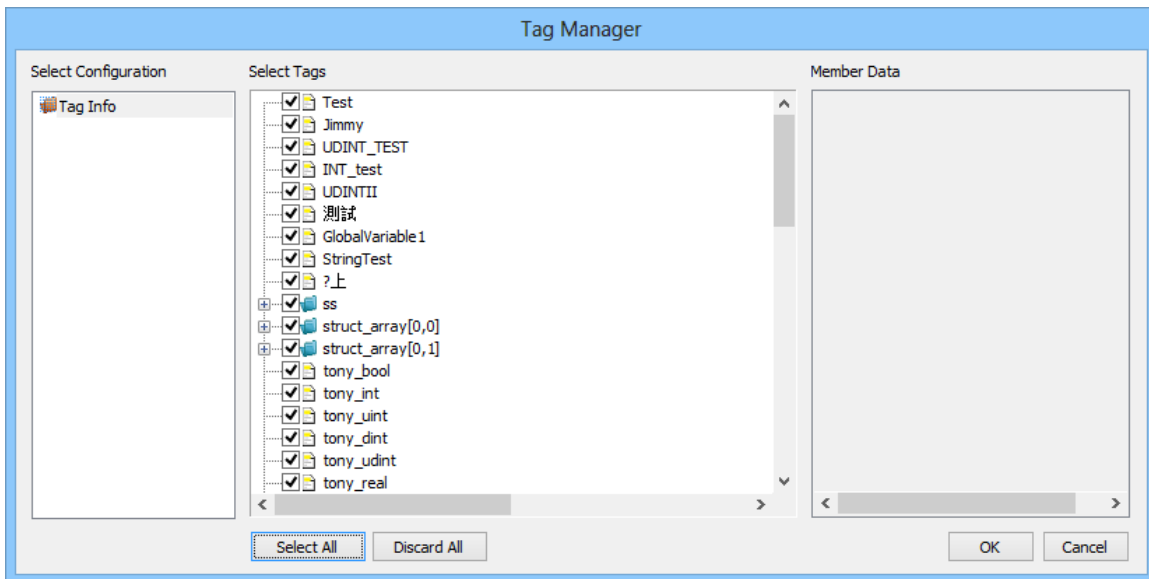 Tag Manager
Select Configuration
Select Tags
Member Data
Tag Info
Test
Jimmy
UDINT_TEST
INT_test
UDINTII
測試
GlobalVariable1
StringTest
?上
ss
struct_array[0,0]
struct_array[0,1]
tony_bool
tony_int
tony_uint
tony_dint
tony_udint
tony_real
Select All
Discard All
OK
Cancel